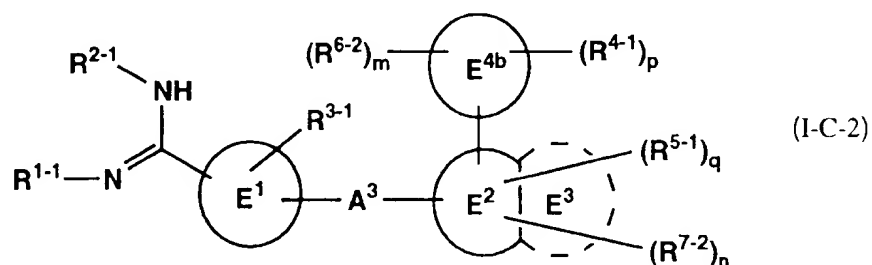 (R⁶⁻²)ₘ E⁴ᵇ (R⁴⁻¹)ₚ
R²⁻¹
NH R³⁻¹ (I-C-2)
(R⁵⁻¹)q
R¹⁻¹ N E¹ A³ E² E³
(R⁷⁻²)ₙ